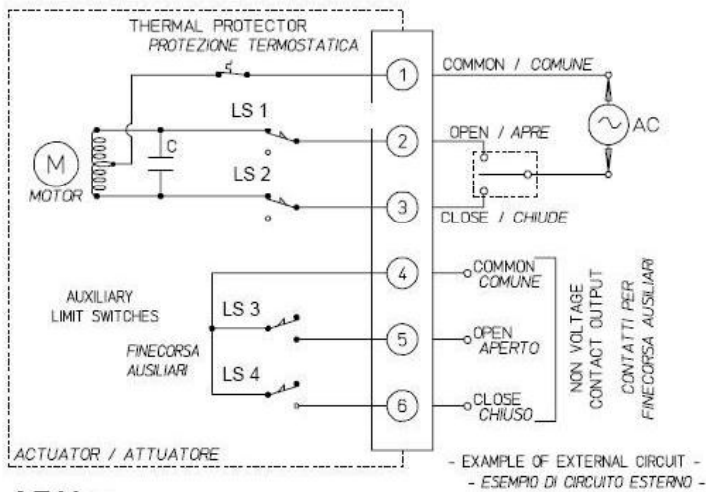 THERMAL PROTECTOR
PROTEZIONE TERMOSTATICA
1
COMMON / COMUNE
LS 1
2
OPEN / APRE
AC
C
M
MOTOR
LS 2
3
CLOSE / CHIUDE
4
COMMON
COMUNE
AUXILIARY
LIMIT SWITCHES
LS 3
5
OPEN
APERTO
FINECORSA
AUSILIARI
LS 4
6
CLOSE
CHIUSO
NON VOLTAGE
CONTACT OUTPUT
CONTATTI PER
FINECORSA AUSILIARI
ACTUATOR / ATTUATORE
- EXAMPLE OF EXTERNAL CIRCUIT -
- ESEMPIO DI CIRCUITO ESTERNO -